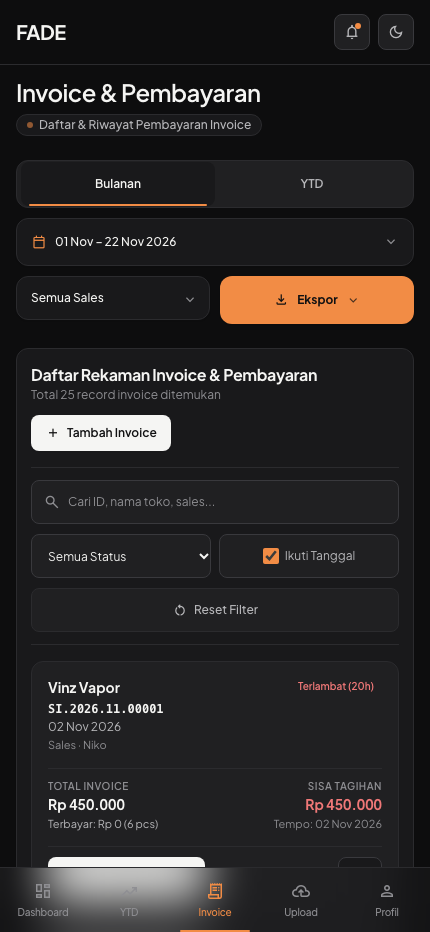 FADE
Invoice & Pembayaran
Daftar & Riwayat Pembayaran Invoice
Bulanan
YTD
01 Nov – 22 Nov 2026
Semua Sales
Ekspor
Daftar Rekaman Invoice & Pembayaran
Total 25 record invoice ditemukan
Tambah Invoice
Cari ID, nama toko, sales...
Semua Status
Ikuti Tanggal
Reset Filter
Vinz Vapor
Terlambat (20h)
SI.2026.11.00001
02 Nov 2026
Sales · Niko
TOTAL INVOICE
SISA TAGIHAN
Rp 450.000
Rp 450.000
Terbayar: Rp 0 (6 pcs)
Tempo: 02 Nov 2026
Dashboard
YTD
Invoice
Upload
Profil